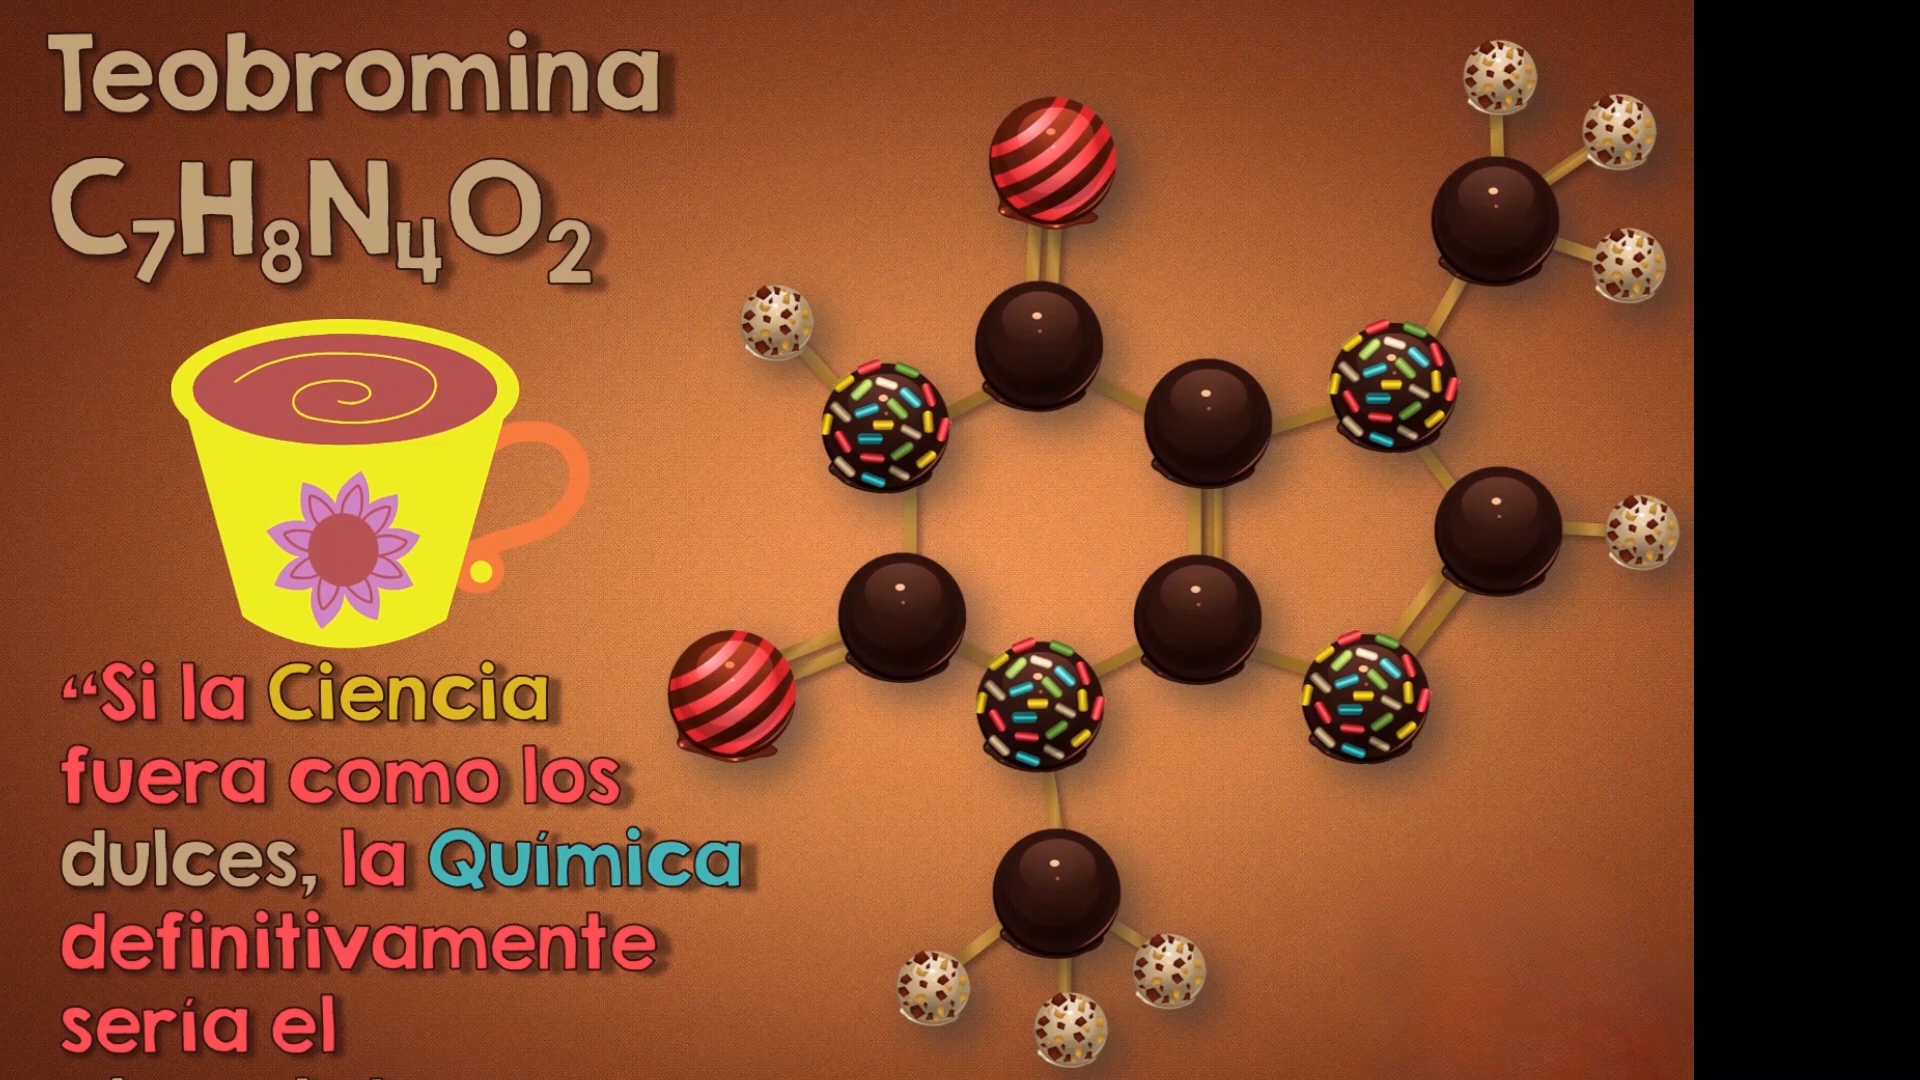 Teobromina
C₇H₈N₄O₂
“Si la Ciencia
fuera como los
dulces, la Química
definitivamente
sería el